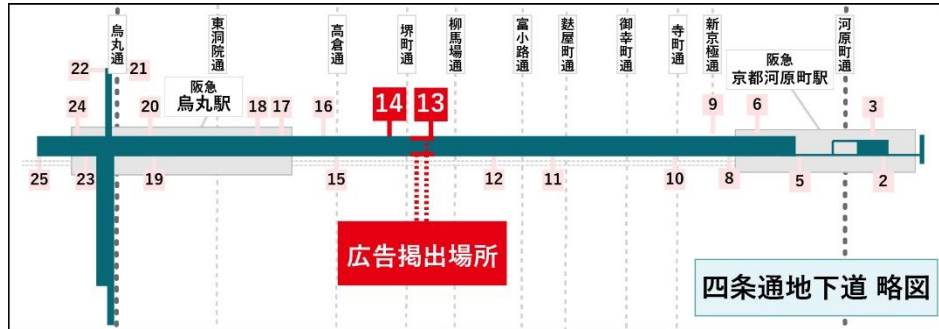 烏丸通
東洞院通
高倉通
堺町通
柳馬場通
富小路通
麩屋町通
御幸町通
寺町通
新京極通
河原町通
阪急
烏丸駅
阪急
京都河原町駅
22
21
24
20
18
17
16
14
13
9
6
3
25
23
19
15
12
11
10
8
5
2
広告掲出場所
四条通地下道 略図